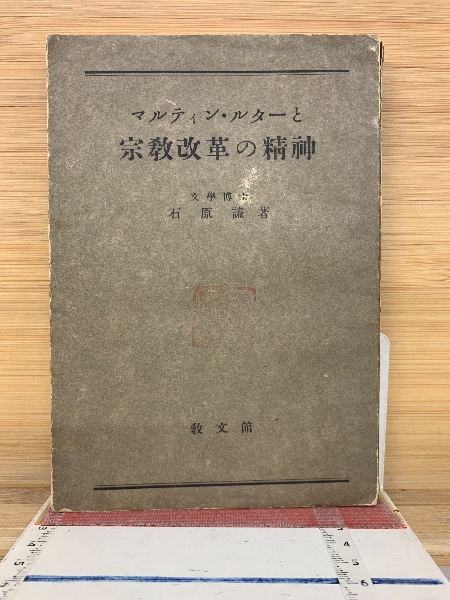 マルティン・ルターと
宗教改革の精神
文學博士
石原謙著
教文館